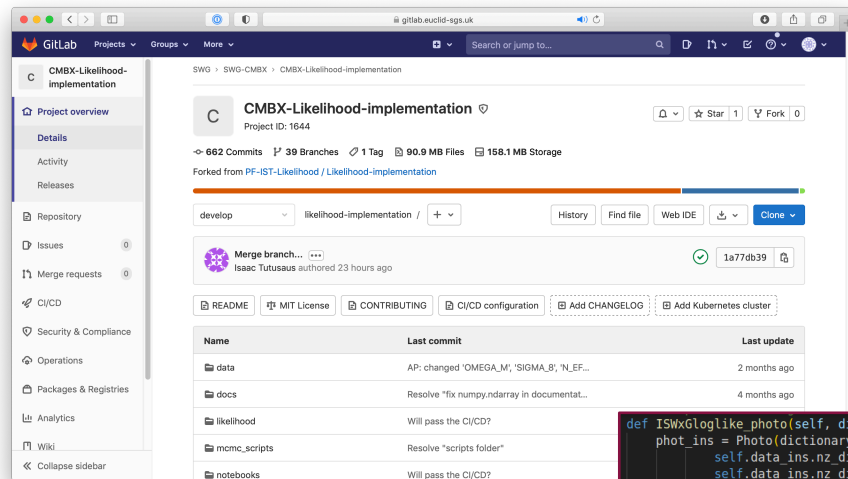 gitlab.euclid-sgs.uk
GitLab Projects Groups More Search or jump to...
C CMBX-Likelihood-implementation
Project overview
Details
Activity
Releases
Repository
Issues 0
Merge requests 0
CI/CD
Security & Compliance
Operations
Packages & Registries
Analytics
Wiki
Collapse sidebar
SWG > SWG-CMBX > CMBX-Likelihood-implementation
C CMBX-Likelihood-implementation
Project ID: 1644
Star 1 Fork 0
662 Commits 39 Branches 1 Tag 90.9 MB Files 158.1 MB Storage
Forked from PF-IST-Likelihood / Likelihood-implementation
develop likelihood-implementation / + History Find file Web IDE Clone
Merge branch... ...
Isaac Tutusaus authored 23 hours ago
1a77db39
README MIT License CONTRIBUTING CI/CD configuration Add CHANGELOG Add Kubernetes cluster
Name Last commit Last update
data AP: changed 'OMEGA_M', 'SIGMA_8', 'N_EF... 2 months ago
docs Resolve "fix numpy.ndarray in documentat... 4 months ago
likelihood Will pass the CI/CD?
mcmc_scripts Resolve "scripts folder"
notebooks Will pass the CI/CD?
def ISWxGloglike_photo(self, di
phot_ins = Photo(dictionary
self.data_ins.nz_di
self.data_ins.nz_di